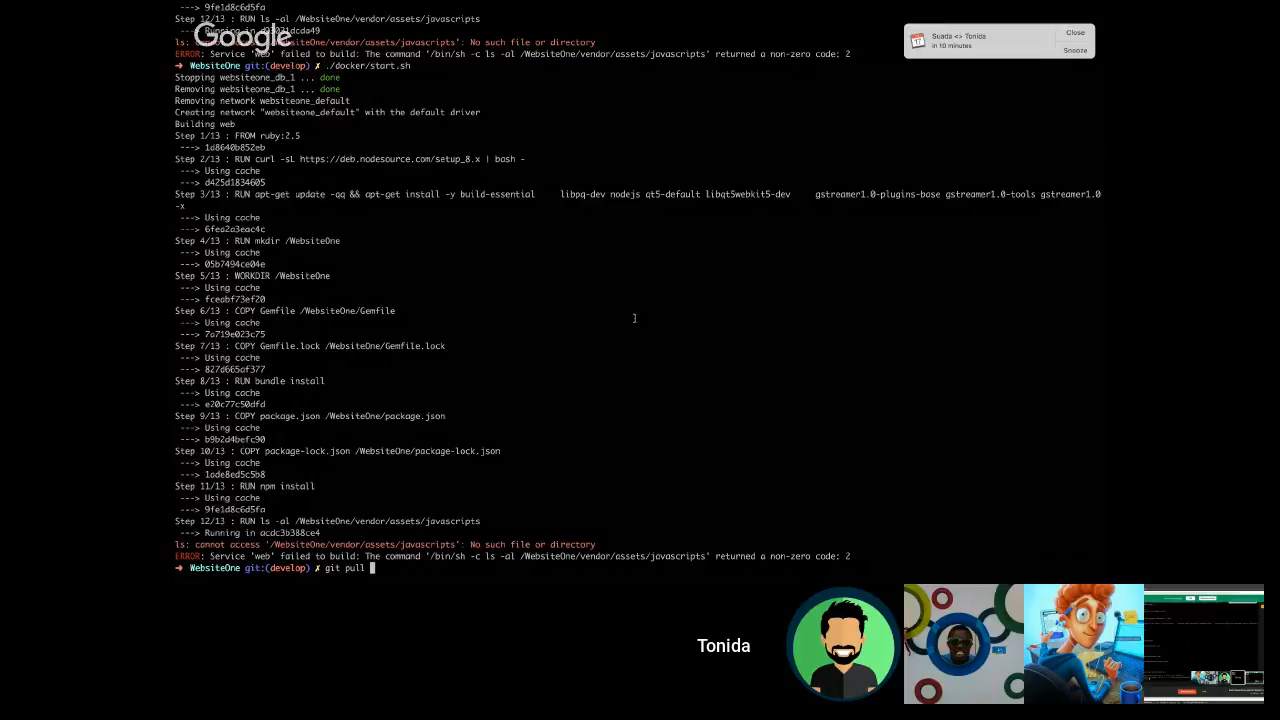 ---> 9fe1d8c6d5fa
Step 12/13 : RUN ls -al /WebsiteOne/vendor/assets/javascripts
Google
ls: cannot access '/WebsiteOne/vendor/assets/javascripts': No such file or directory
ERROR: Service 'web' failed to build: The command '/bin/sh -c ls -al /WebsiteOne/vendor/assets/javascripts' returned a non-zero code: 2
➜ WebsiteOne git:(develop) ✗ ./docker/start.sh
Stopping websiteone_db_1 ... done
Removing websiteone_db_1 ... done
Removing network websiteone_default
Creating network "websiteone_default" with the default driver
Building web
Step 1/13 : FROM ruby:2.5
---> 1d8640b852eb
Step 2/13 : RUN curl -sL https://deb.nodesource.com/setup_8.x | bash -
---> Using cache
---> d425d1834605
Step 3/13 : RUN apt-get update -qq && apt-get install -y build-essential libpq-dev nodejs qt5-default libqt5webkit5-dev gstreamer1.0-plugins-base gstreamer1.0-tools gstreamer1.0
-x
---> Using cache
---> 6fea2a3eac4c
Step 4/13 : RUN mkdir /WebsiteOne
---> Using cache
---> 05b7494ce04e
Step 5/13 : WORKDIR /WebsiteOne
---> Using cache
---> fceabf73ef20
Step 6/13 : COPY Gemfile /WebsiteOne/Gemfile
---> Using cache
---> 7a719e023c75
Step 7/13 : COPY Gemfile.lock /WebsiteOne/Gemfile.lock
---> Using cache
---> 827d665af377
Step 8/13 : RUN bundle install
---> Using cache
---> e20c77c50dfd
Step 9/13 : COPY package.json /WebsiteOne/package.json
---> Using cache
---> b9b2d4befc90
Step 10/13 : COPY package-lock.json /WebsiteOne/package-lock.json
---> Using cache
---> 1ade8ed5c5b8
Step 11/13 : RUN npm install
---> Using cache
---> 9fe1d8c6d5fa
Step 12/13 : RUN ls -al /WebsiteOne/vendor/assets/javascripts
---> Running in acdc3b388ce4
ls: cannot access '/WebsiteOne/vendor/assets/javascripts': No such file or directory
ERROR: Service 'web' failed to build: The command '/bin/sh -c ls -al /WebsiteOne/vendor/assets/javascripts' returned a non-zero code: 2
➜ WebsiteOne git:(develop) ✗ git pull
Suada <> Tonida
in 10 minutes
Close
Snooze
17
Tonida